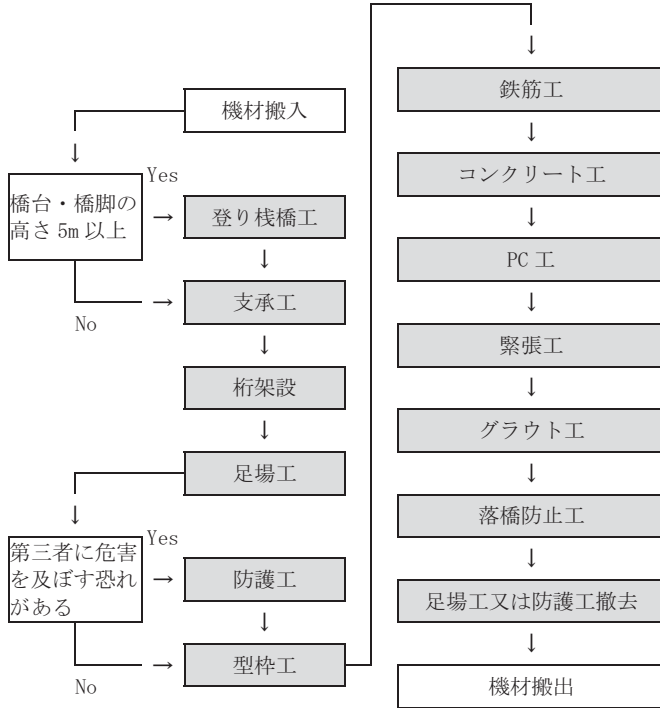 機材搬入
↓
橋台・橋脚の
高さ 5m 以上
Yes
→
登り桟橋工
↓
No
→
支承工
↓
桁架設
↓
足場工
↓
第三者に危害
を及ぼす恐れ
がある
Yes
→
防護工
↓
No
→
型枠工
↓
鉄筋工
↓
コンクリート工
↓
PC 工
↓
緊張工
↓
グラウト工
↓
落橋防止工
↓
足場工又は防護工撤去
↓
機材搬出